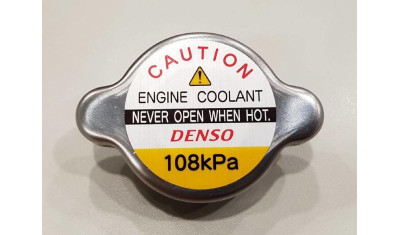 CAUTION
ENGINE COOLANT
NEVER OPEN WHEN HOT.
DENSO
108kPa